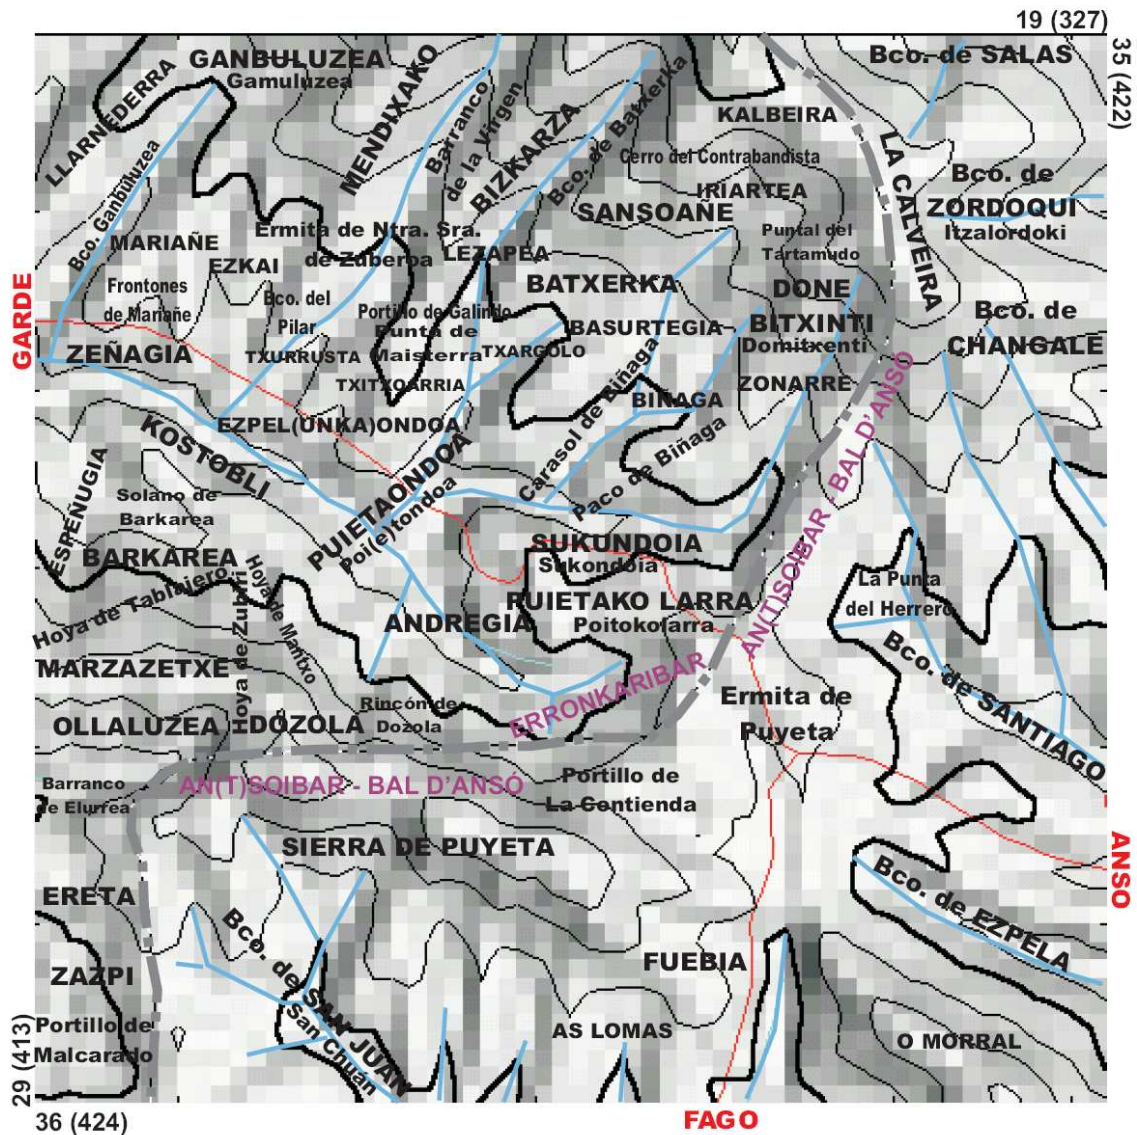 19 (327)
35 (422)
GANBULUZEA
Gamuluzea
Bco. de SALAS
LLARNEDERRA
MENDIXAKO
Barranco
de la Virgen
BIZKARZA
Bco. de Batxerka
KALBEIRA
Cerro del Contrabandista
LA CALVEIRA
Bco. de
ZORDOQUI
Itzalordoki
IRIARTEA
SANSOAÑE
Bco. Ganbuluzea
MARIAÑE
EZKAI
Ermita de Ntra. Sra.
de Zuberoa
LEZAPEA
Puntal del
Tartamudo
GARDE
Frontones
de Mariañe
Bco. del
Pilar
Portillo de Galindo
Punta de
Maisterra
BATXERKA
DONE
BITXINTI
Domitxenti
Bco. de
CHANGALE
BASURTEGIA
ZEÑAGIA
TXURRUSTA
TXARGOLO
TXITXOARRIA
ZONARRE
BIÑAGA
Carasol de Biñaga
Paco de Biñaga
EZPEL(UNKA)ONDOA
KOSTOBLI
PUIETAONDOA
Poi(e)tondoa
AN(T)SOIBAR - BAL D'ANSÓ
ESPEÑUGIA
Solano de
Barkarea
BARKAREA
SUKUNDOIA
Sukondoia
Hoya de Tablajero
Hoya de Zubiri
Hoya de Manixo
PUIETAKO LARRA
Poitokolarra
La Punta
del Herrero
ANDREGIA
MARZAZETXE
ERRONKARIBAR
Bco. de SANTIAGO
OLLALUZEA
DOZOLA
Rincón de
Dozola
Ermita de
Puyeta
Barranco
de Elurrea
AN(T)SOIBAR - BAL D'ANSÓ
Portillo de
La Contienda
SIERRA DE PUYETA
ANSO
ERETA
Bco. de EZPELA
Bco. de SAN JUAN
San Chuan
ZAZPI
FUEBIA
Portillo de
Malcarado
AS LOMAS
O MORRAL
29 (413)
36 (424)
FAGO